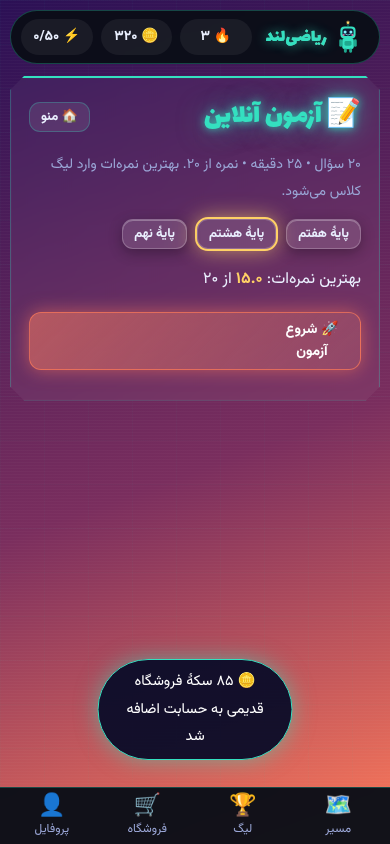 ریاضی‌لند
🔥 ۳
🪙 ۳۲۰
⚡ ۰/۵۰
📝 آزمون آنلاین
🏠 منو
۲۰ سؤال • ۲۵ دقیقه • نمره از ۲۰. بهترین نمره‌ات وارد لیگ
کلاس می‌شود.
پایهٔ هفتم
پایهٔ هشتم
پایهٔ نهم
بهترین نمره‌ات: ۱۵.۰ از ۲۰
🚀 شروع
آزمون
🪙 ۸۵ سکهٔ فروشگاه
قدیمی به حسابت اضافه
شد
مسیر
لیگ
فروشگاه
پروفایل